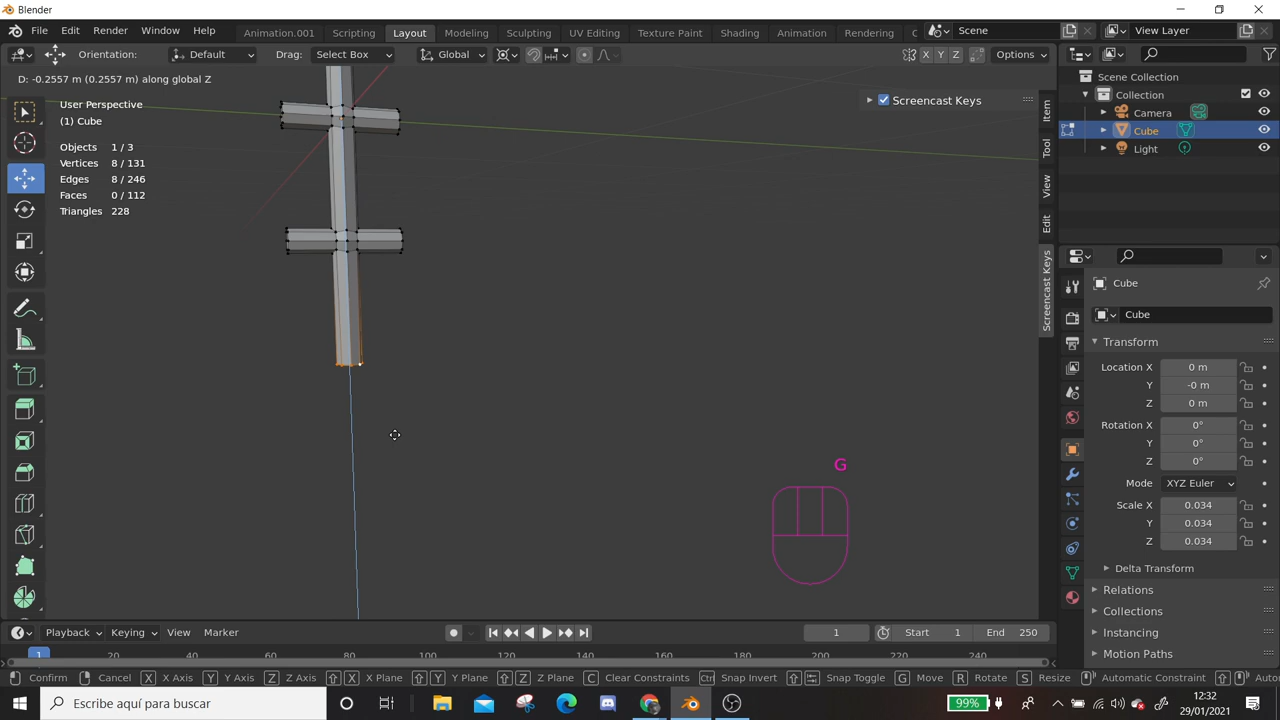 Blender
File Edit Render Window Help
Animation.001 Scripting Layout Modeling Sculpting UV Editing Texture Paint Shading Animation Rendering C
Scene
View Layer
Orientation: Default Drag: Select Box Global X Y Z Options
D: -0.2557 m (0.2557 m) along global Z
User Perspective
(1) Cube
Objects 1 / 3
Vertices 8 / 131
Edges 8 / 246
Faces 0 / 112
Triangles 228
Screencast Keys
Item
Tool
View
Edit
Screencast Keys
G
Scene Collection
Collection
Camera
Cube
Light
Cube
Cube
Transform
Location X 0 m
Y -0 m
Z 0 m
Rotation X 0°
Y 0°
Z 0°
Mode XYZ Euler
Scale X 0.034
Y 0.034
Z 0.034
Delta Transform
Relations
Collections
Instancing
Visibility
Motion Paths
Playback Keying View Marker
1 Start 1 End 250
1 20 40 60 80 100 120 140 160 180 200 220 240
Confirm Cancel X X Axis Y Y Axis Z Z Axis X X Plane Y Y Plane Z Z Plane C Clear Constraints Ctrl Snap Invert Snap Toggle G Move R Rotate S Resize Automatic Constraint Auto
Escribe aquí para buscar
99%
12:32
29/01/2021